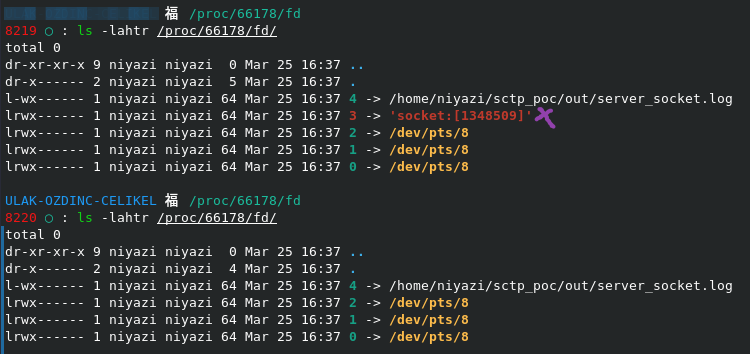 福 /proc/66178/fd
8219 ○ : ls -lahtr /proc/66178/fd/
total 0
dr-xr-xr-x 9 niyazi niyazi  0 Mar 25 16:37 ..
dr-x------ 2 niyazi niyazi  5 Mar 25 16:37 .
l-wx------ 1 niyazi niyazi 64 Mar 25 16:37 4 -> /home/niyazi/sctp_poc/out/server_socket.log
lrwx------ 1 niyazi niyazi 64 Mar 25 16:37 3 -> 'socket:[1348509]'
lrwx------ 1 niyazi niyazi 64 Mar 25 16:37 2 -> /dev/pts/8
lrwx------ 1 niyazi niyazi 64 Mar 25 16:37 1 -> /dev/pts/8
lrwx------ 1 niyazi niyazi 64 Mar 25 16:37 0 -> /dev/pts/8
ULAK-OZDINC-CELIKEL 福 /proc/66178/fd
8220 ○ : ls -lahtr /proc/66178/fd/
total 0
dr-xr-xr-x 9 niyazi niyazi  0 Mar 25 16:37 ..
dr-x------ 2 niyazi niyazi  4 Mar 25 16:37 .
l-wx------ 1 niyazi niyazi 64 Mar 25 16:37 4 -> /home/niyazi/sctp_poc/out/server_socket.log
lrwx------ 1 niyazi niyazi 64 Mar 25 16:37 2 -> /dev/pts/8
lrwx------ 1 niyazi niyazi 64 Mar 25 16:37 1 -> /dev/pts/8
lrwx------ 1 niyazi niyazi 64 Mar 25 16:37 0 -> /dev/pts/8